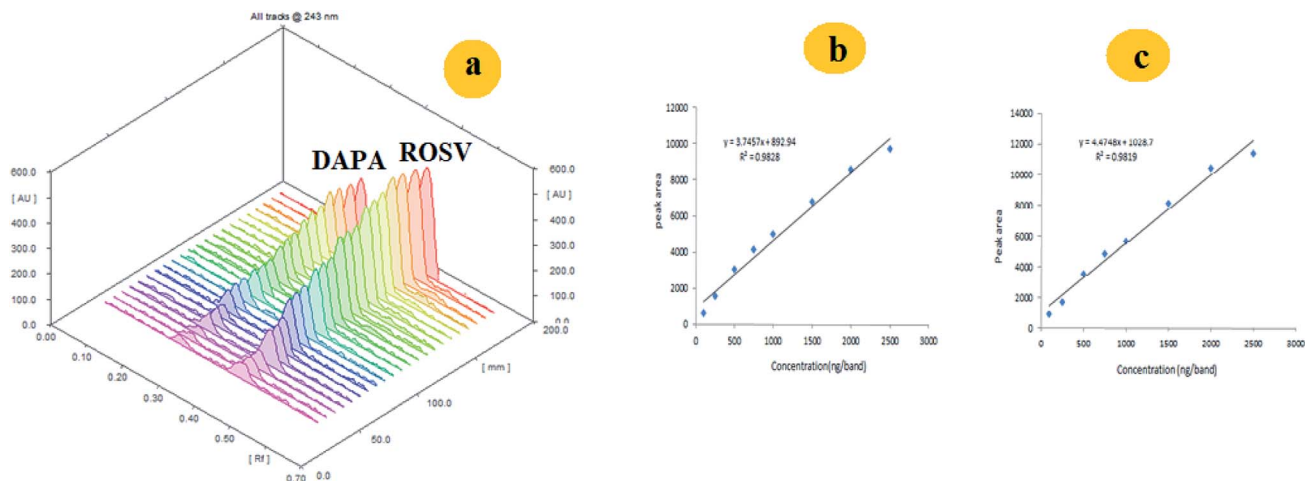 All tracks @ 243 nm
a
DAPA
ROSV
600.0
[ AU ]
500.0
400.0
300.0
200.0
100.0
0.0
600.0
[ AU ]
500.0
400.0
300.0
200.0
100.0
0.0
200.0
[ mm ]
100.0
50.0
0.0
0.00
0.10
0.20
0.30
0.40
0.50
[ Rf ]
0.70
b
12000
10000
8000
6000
4000
2000
0
peak area
y = 3.7457x + 892.94
R² = 0.9828
0 500 1000 1500 2000 2500 3000
Concentration(ng/band)
c
14000
12000
10000
8000
6000
4000
2000
0
Peak area
y = 4.4748x + 1028.7
R² = 0.9819
0 500 1000 1500 2000 2500 3000
Concentration (ng/band)